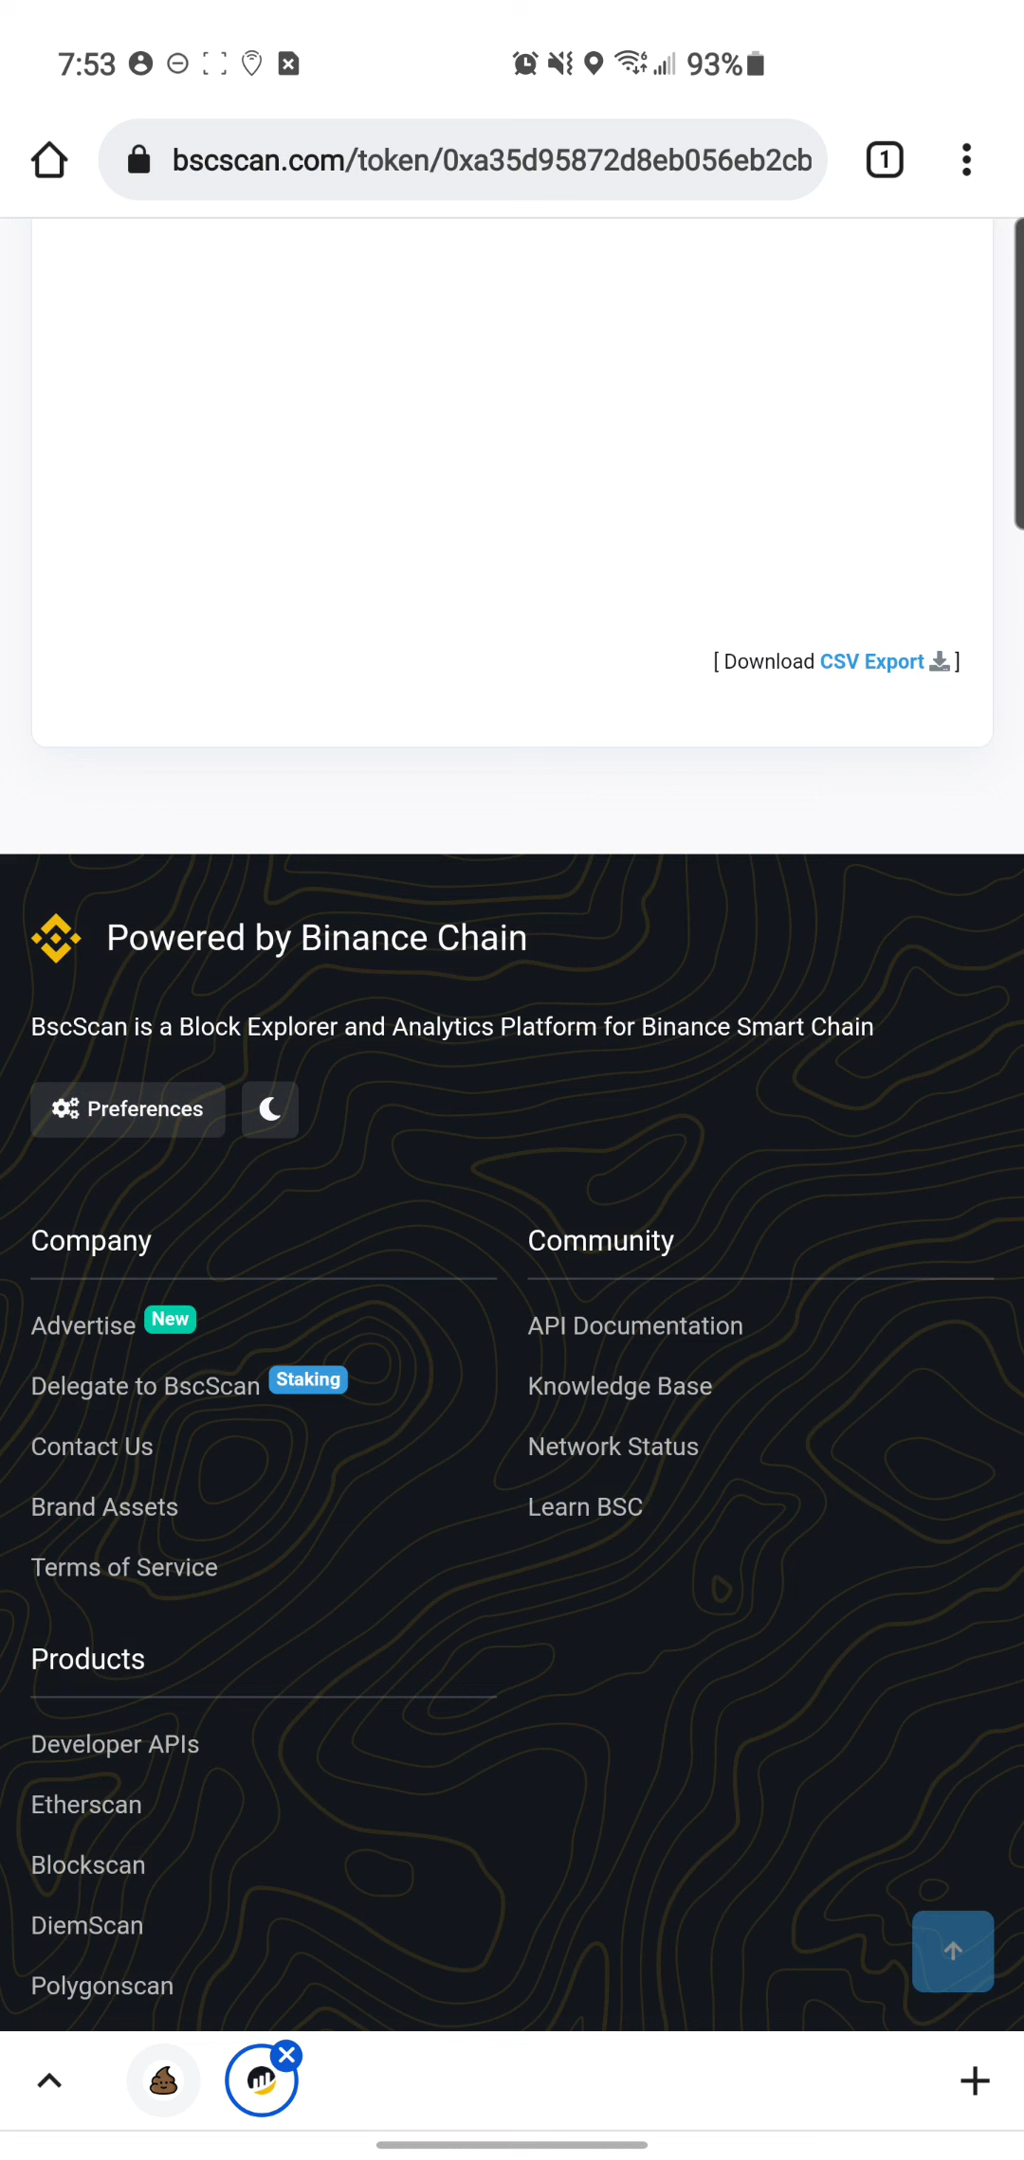 7:53
93%
bscscan.com/token/0xa35d95872d8eb056eb2cb
1
[ Download CSV Export ]
Powered by Binance Chain
BscScan is a Block Explorer and Analytics Platform for Binance Smart Chain
Preferences
Company
Advertise New
Delegate to BscScan Staking
Contact Us
Brand Assets
Terms of Service
Community
API Documentation
Knowledge Base
Network Status
Learn BSC
Products
Developer APIs
Etherscan
Blockscan
DiemScan
Polygonscan